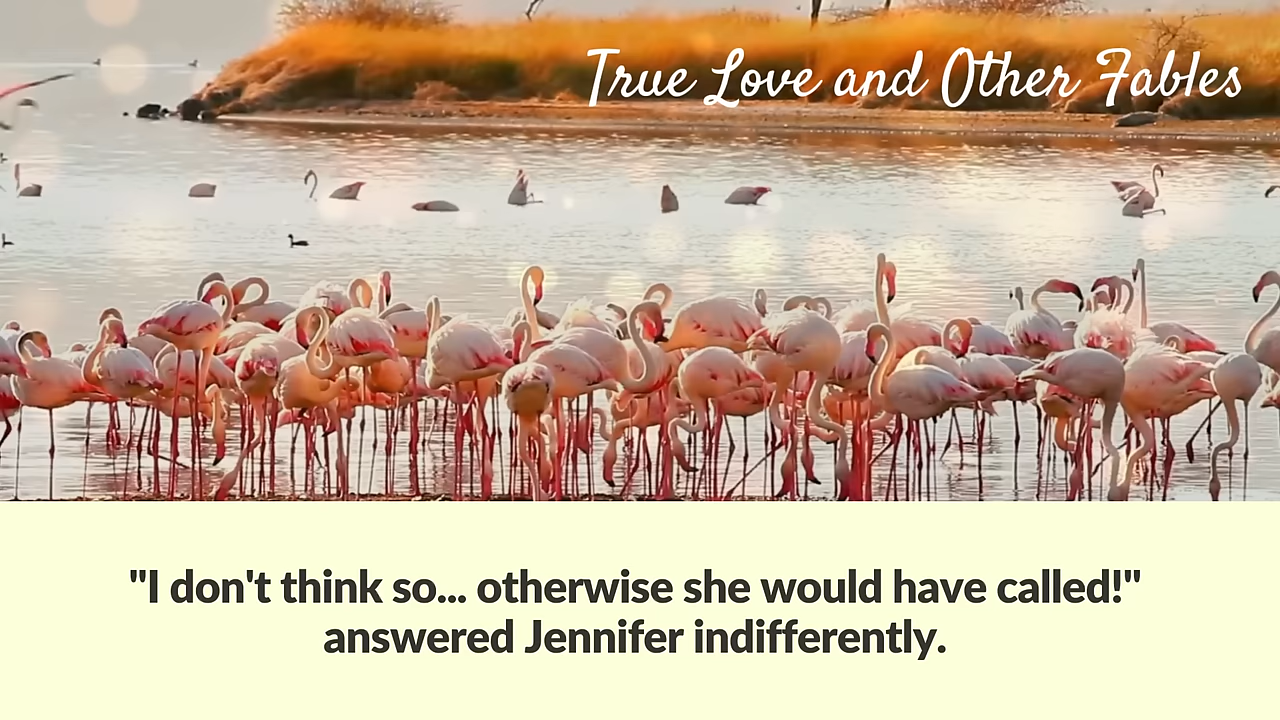 True Love and Other Fables
"I don't think so... otherwise she would have called!"
answered Jennifer indifferently.